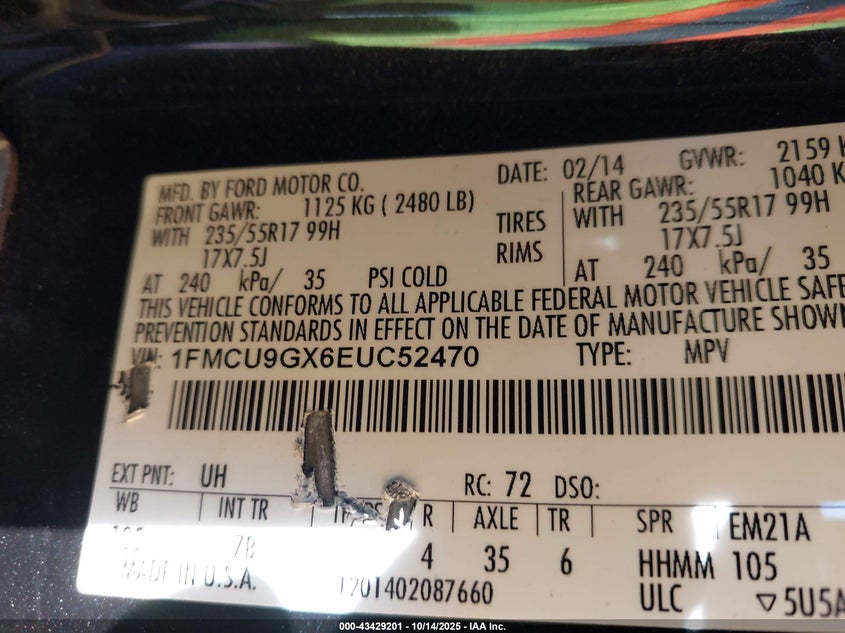 MFD. BY FORD MOTOR CO. DATE: 02/14 GVWR: 2159 K
FRONT GAWR: 1125 KG ( 2480 LB) REAR GAWR: 1040 K
WITH 235/55R17 99H TIRES WITH 235/55R17 99H
17X7.5J RIMS 17X7.5J
AT 240 kPa/ 35 PSI COLD AT 240 kPa/ 35
THIS VEHICLE CONFORMS TO ALL APPLICABLE FEDERAL MOTOR VEHICLE SAFE
PREVENTION STANDARDS IN EFFECT ON THE DATE OF MANUFACTURE SHOWN
VIN: 1FMCU9GX6EUC52470 TYPE: MPV
EXT PNT: UH RC: 72 DSO:
WB INT TR R AXLE TR SPR EM21A
7B 4 35 6 HHMM 105
MADE IN U.S.A. 1201402087660 ULC 5U5A
000-43429201 - 10/14/2025 - IAA Inc.